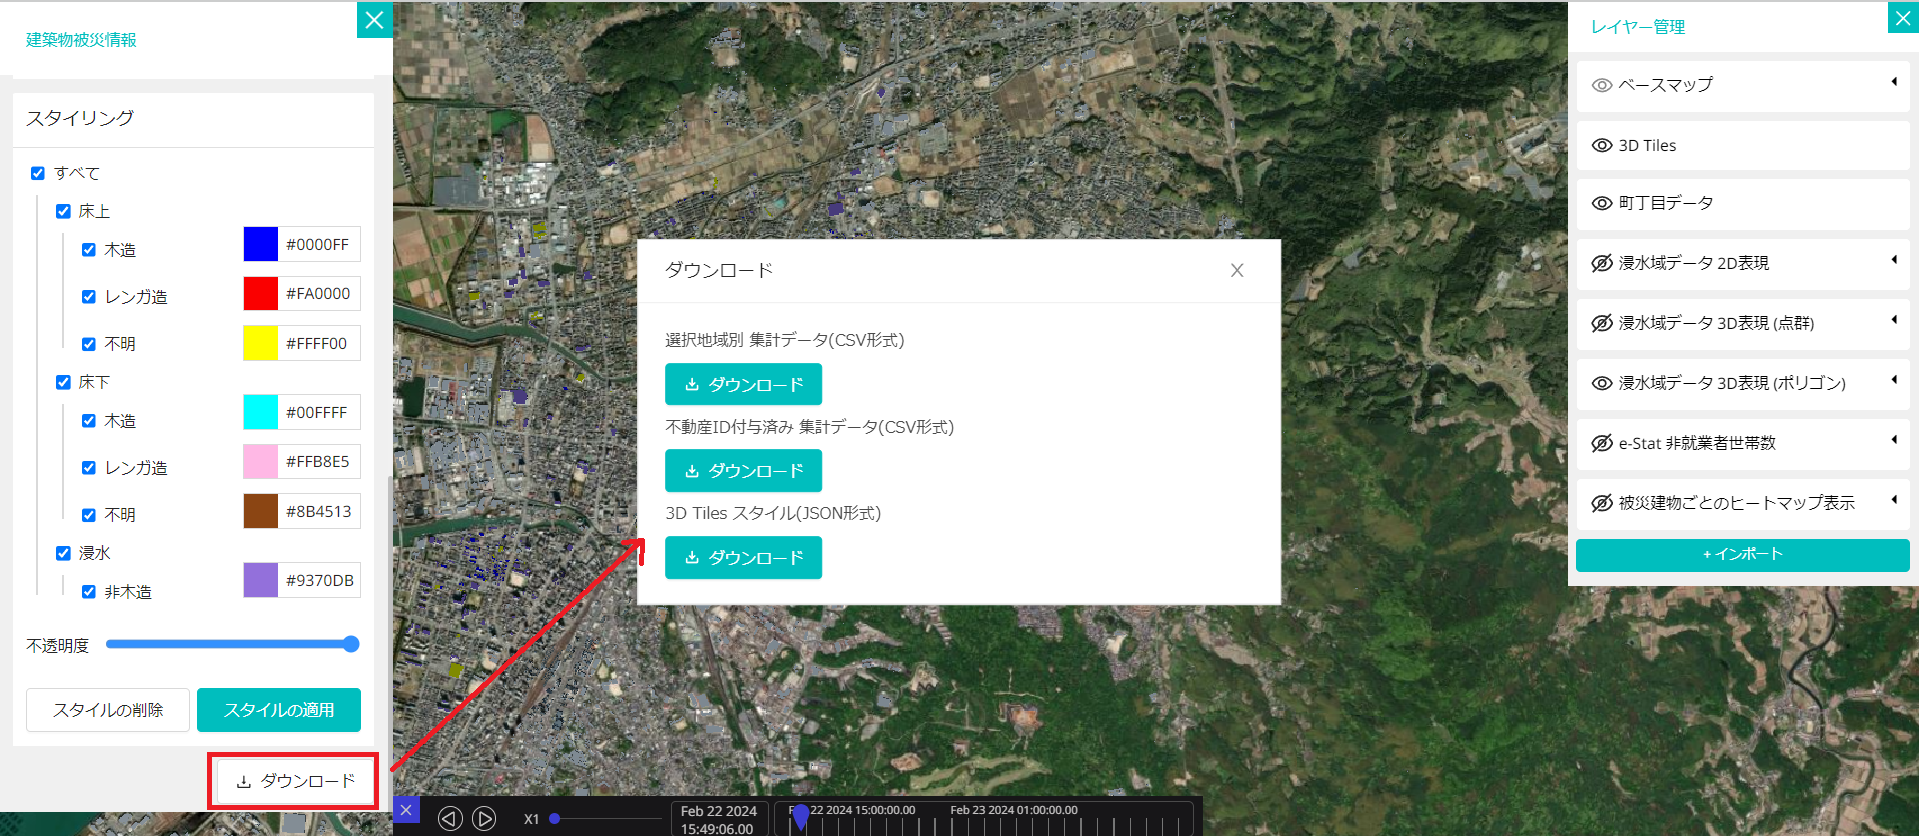 建築物被災情報
スタイリング
すべて
床上
木造 #0000FF
レンガ造 #FA0000
不明 #FFFF00
床下
木造 #00FFFF
レンガ造 #FFB8E5
不明 #8B4513
浸水
非木造 #9370DB
不透明度
スタイルの削除 スタイルの適用
ダウンロード
ダウンロード
選択地域別 集計データ(CSV形式)
ダウンロード
不動産ID付与済み 集計データ(CSV形式)
ダウンロード
3D Tiles スタイル(JSON形式)
ダウンロード
X1
Feb 22 2024
15:49:06.00
22 2024 15:00:00.00 Feb 23 2024 01:00:00.00
レイヤー管理
ベースマップ
3D Tiles
町丁目データ
浸水域データ 2D表現
浸水域データ 3D表現 (点群)
浸水域データ 3D表現 (ポリゴン)
e-Stat 非就業者世帯数
被災建物ごとのヒートマップ表示
+ インポート